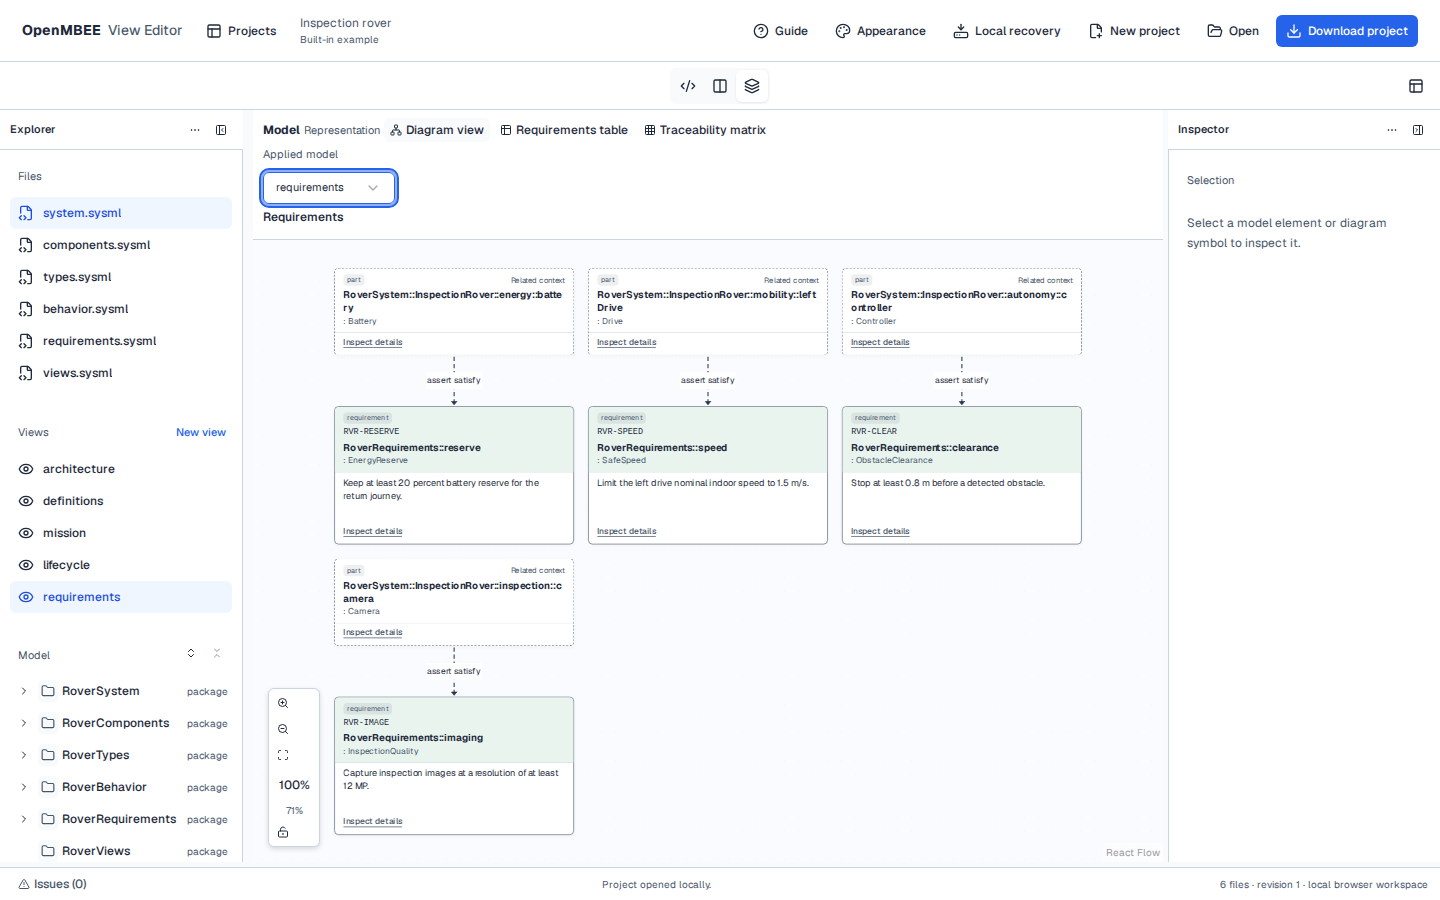 OpenMBEE View Editor
Projects
Inspection rover
Built-in example
Guide
Appearance
Local recovery
New project
Open
Download project
Explorer
Files
system.sysml
components.sysml
types.sysml
behavior.sysml
requirements.sysml
views.sysml
Views
New view
architecture
definitions
mission
lifecycle
requirements
Model
RoverSystem package
RoverComponents package
RoverTypes package
RoverBehavior package
RoverRequirements package
RoverViews package
Model Representation Diagram view Requirements table Traceability matrix
Applied model
requirements
Requirements
part Related context
RoverSystem::InspectionRover::energy::batte
ry
: Battery
Inspect details
assert satisfy
requirement
RVR-RESERVE
RoverRequirements::reserve
: EnergyReserve
Keep at least 20 percent battery reserve for the
return journey.
Inspect details
part Related context
RoverSystem::InspectionRover::mobility::left
Drive
: Drive
Inspect details
assert satisfy
requirement
RVR-SPEED
RoverRequirements::speed
: SafeSpeed
Limit the left drive nominal indoor speed to 1.5 m/s.
Inspect details
part Related context
RoverSystem::InspectionRover::autonomy::c
ontroller
: Controller
Inspect details
assert satisfy
requirement
RVR-CLEAR
RoverRequirements::clearance
: ObstacleClearance
Stop at least 0.8 m before a detected obstacle.
Inspect details
part Related context
RoverSystem::InspectionRover::inspection::c
amera
: Camera
Inspect details
assert satisfy
requirement
RVR-IMAGE
RoverRequirements::imaging
: InspectionQuality
Capture inspection images at a resolution of at least
12 MP.
Inspect details
100%
71%
React Flow
Inspector
Selection
Select a model element or diagram
symbol to inspect it.
Issues (0)
Project opened locally.
6 files · revision 1 · local browser workspace